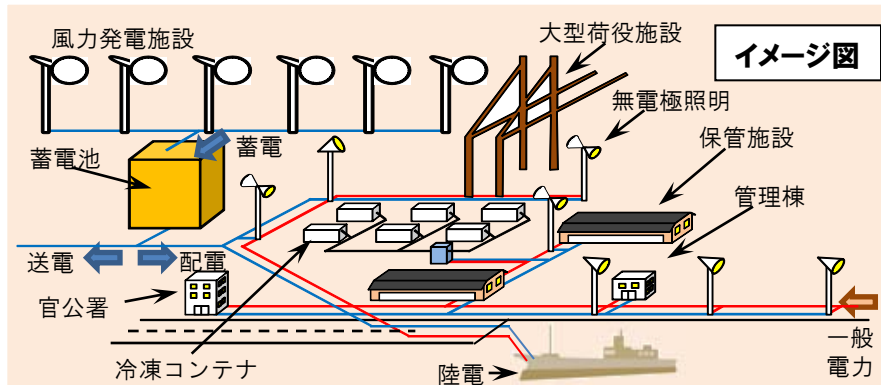 風力発電施設
大型荷役施設
イメージ図
無電極照明
蓄電
保管施設
蓄電池
管理棟
送電
配電
官公署
冷凍コンテナ
陸電
一般
電力